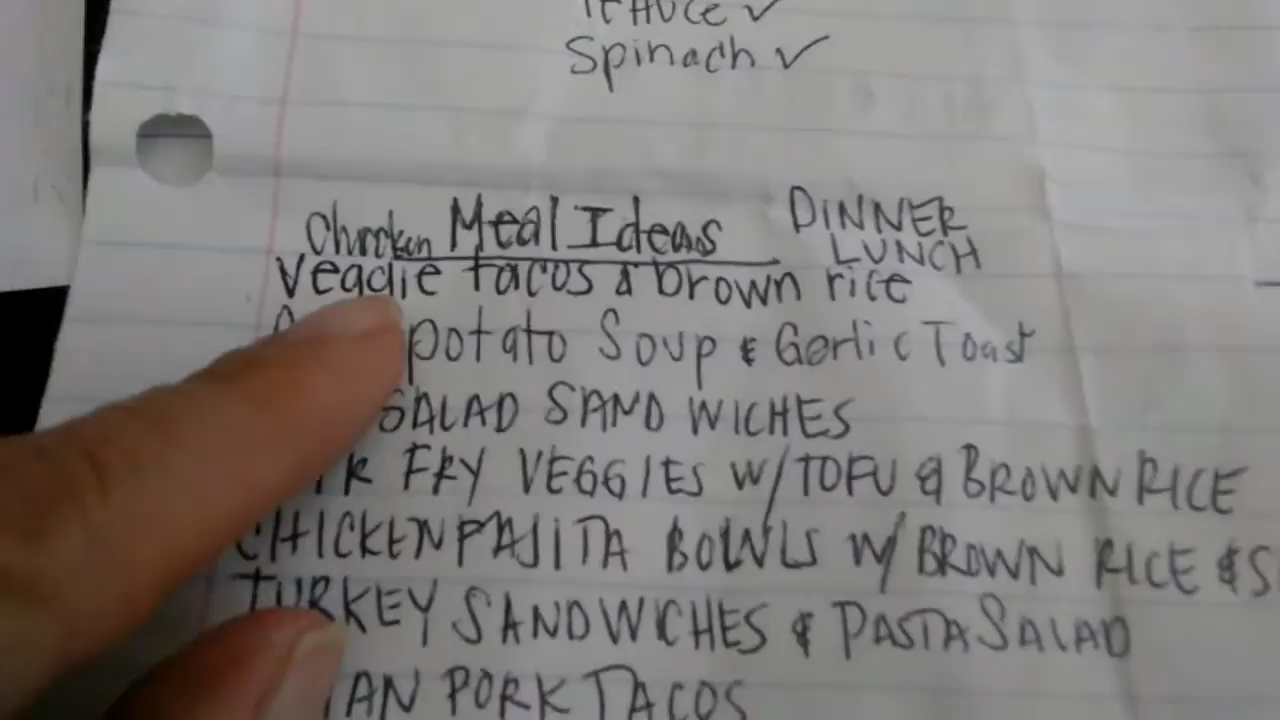 Spinach ✓
Chicken Meal Ideas DINNER
LUNCH
Veggie tacos & brown rice
potato Soup & Garlic Toast
SALAD SANDWICHES
FRY VEGGIES W/TOFU & BROWN RICE
CHICKEN FAJITA BOWLS W/ BROWN RICE & S
TURKEY SANDWICHES & PASTA SALAD
PORK TACOS